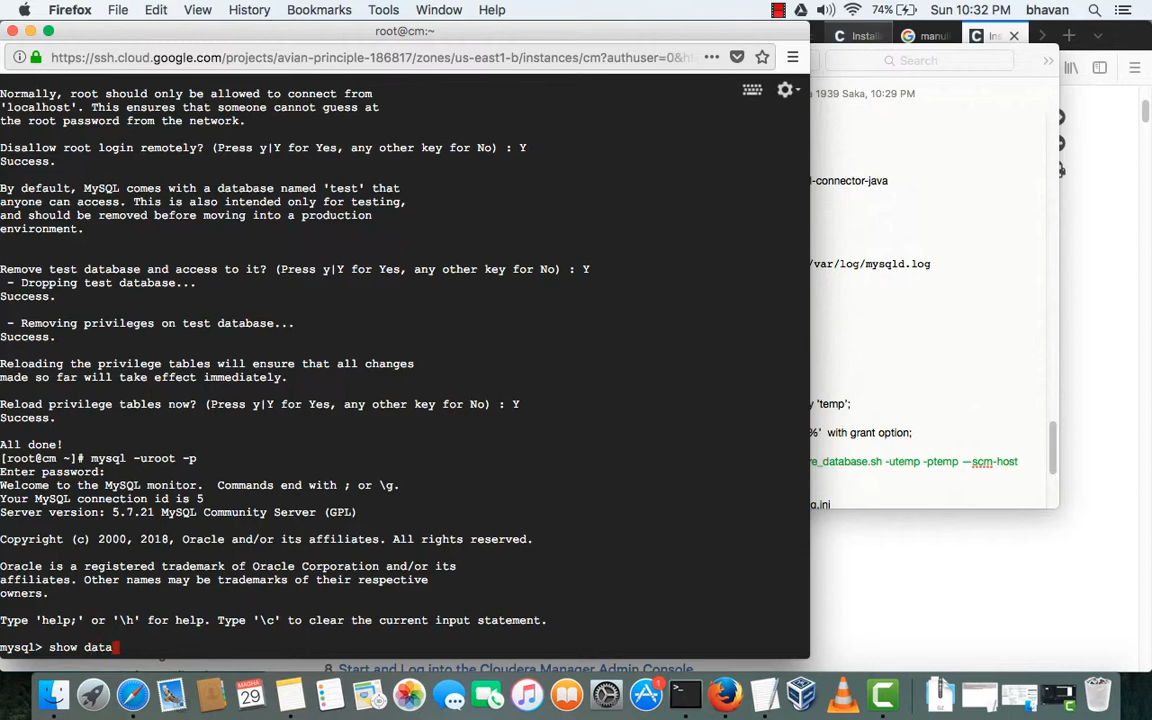 Firefox File Edit View History Bookmarks Tools Window Help 74% Sun 10:32 PM bhavan
root@cm:~
Install
manu
Ins
https://ssh.cloud.google.com/projects/avian-principle-186817/zones/us-east1-b/instances/cm?authuser=0&h
Search
1939 Saka, 10:29 PM
Normally, root should only be allowed to connect from
'localhost'. This ensures that someone cannot guess at
the root password from the network.
Disallow root login remotely? (Press y|Y for Yes, any other key for No) : Y
Success.
By default, MySQL comes with a database named 'test' that
anyone can access. This is also intended only for testing,
and should be removed before moving into a production
environment.
Remove test database and access to it? (Press y|Y for Yes, any other key for No) : Y
- Dropping test database...
Success.
- Removing privileges on test database...
Success.
Reloading the privilege tables will ensure that all changes
made so far will take effect immediately.
Reload privilege tables now? (Press y|Y for Yes, any other key for No) : Y
Success.
All done!
[root@cm ~]# mysql -uroot -p
Enter password:
Welcome to the MySQL monitor.  Commands end with ; or \g.
Your MySQL connection id is 5
Server version: 5.7.21 MySQL Community Server (GPL)
Copyright (c) 2000, 2018, Oracle and/or its affiliates. All rights reserved.
Oracle is a registered trademark of Oracle Corporation and/or its
affiliates. Other names may be trademarks of their respective
owners.
Type 'help;' or '\h' for help. Type '\c' to clear the current input statement.
mysql> show data
l-connector-java
/var/log/mysqld.log
y 'temp';
%' with grant option;
e_database.sh -utemp -ptemp —scm-host
g.ini
8 Start and Log into the Cloudera Manager Admin Console
MAR
29
1